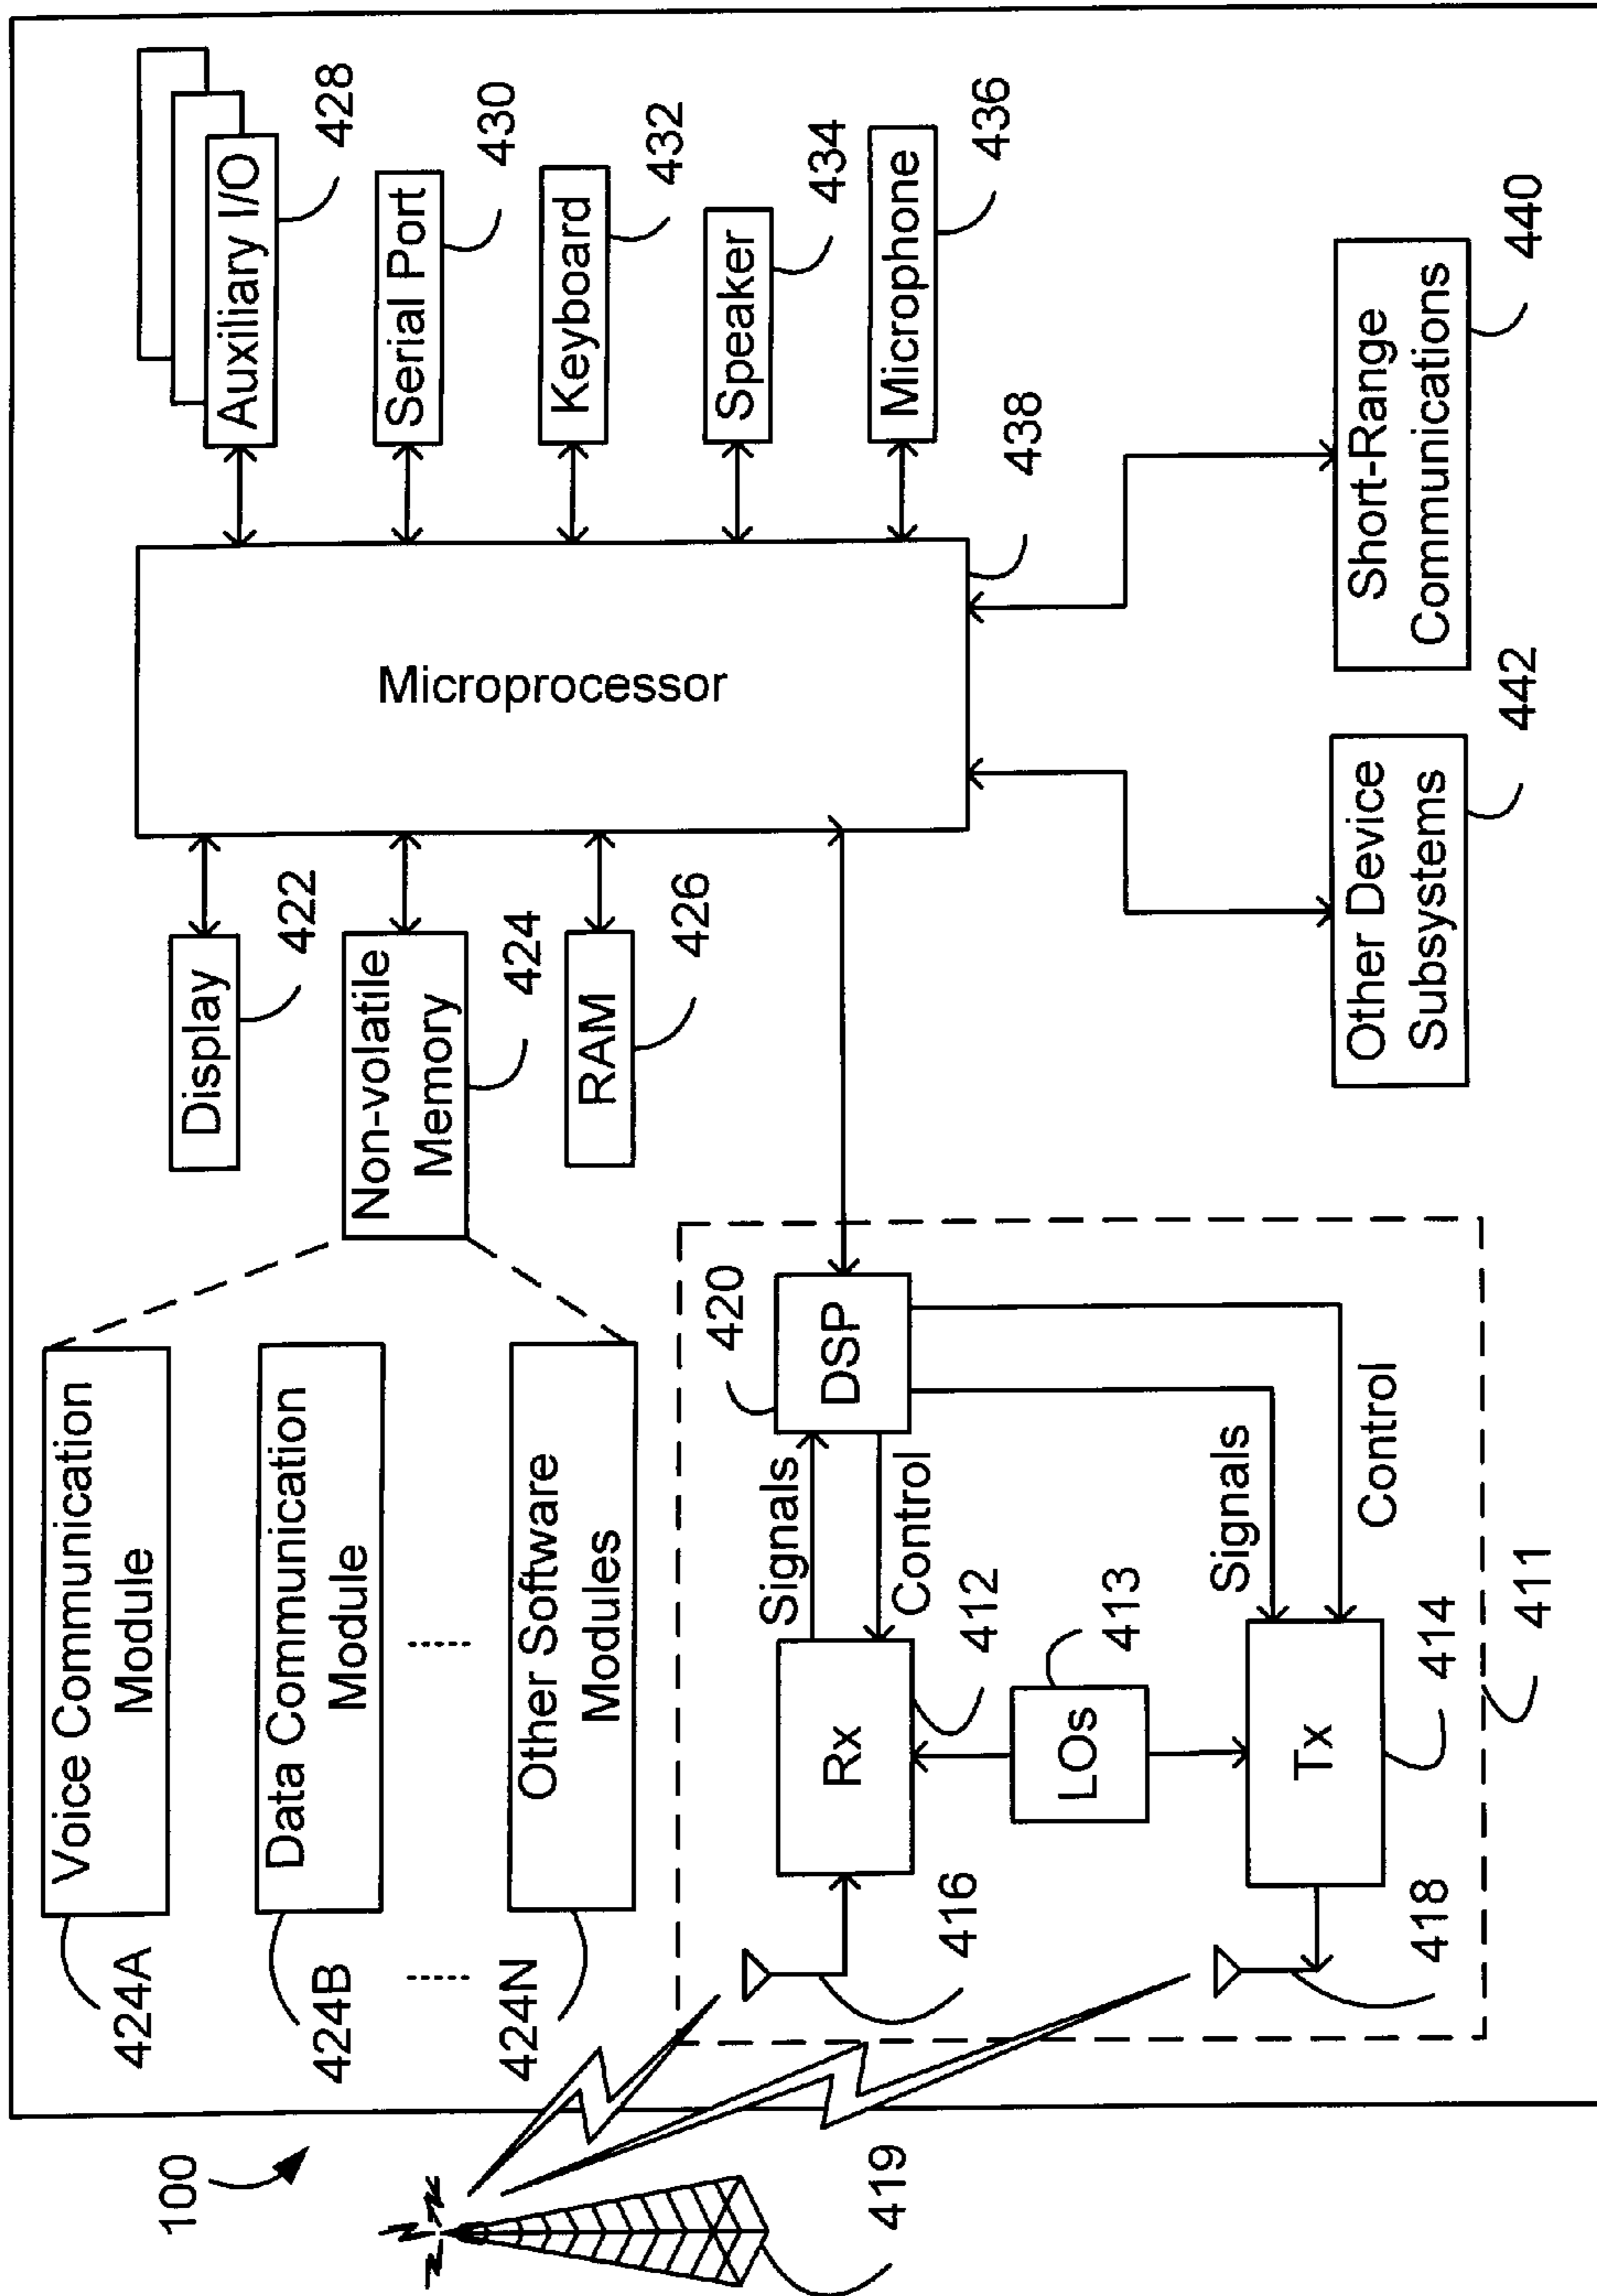 100
419
424A
Voice Communication
Module
424B
Data Communication
Module
424N
Other Software
Modules
Display
422
Non-volatile
Memory
424
RAM
426
Microprocessor
438
Auxiliary I/O
428
Serial Port
430
Keyboard
432
Speaker
434
Microphone
436
420
DSP
Signals
Control
Rx
412
416
LOs
413
Signals
Control
Tx
414
418
411
Other Device
Subsystems
442
Short-Range
Communications
440